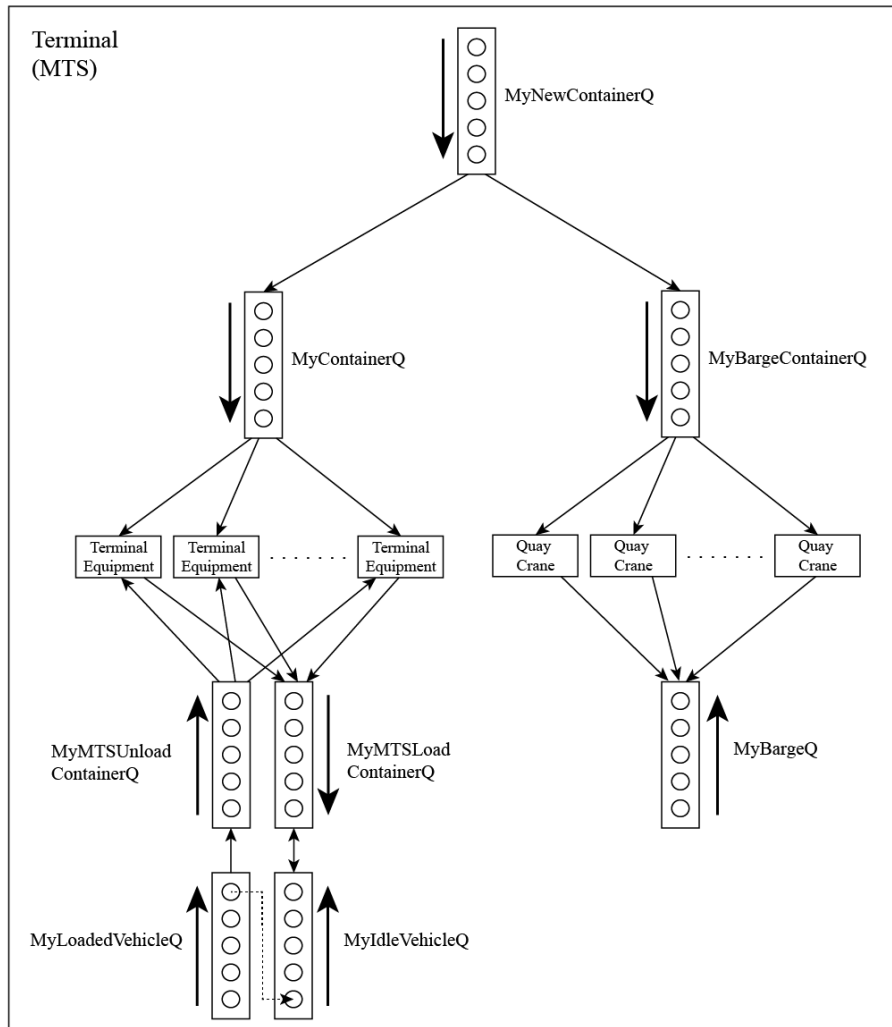 Terminal
(MTS)
MyNewContainerQ
MyContainerQ
MyBargeContainerQ
Terminal
Equipment
Terminal
Equipment
Terminal
Equipment
Quay
Crane
Quay
Crane
Quay
Crane
MyMTSUnload
ContainerQ
MyMTSLoad
ContainerQ
MyBargeQ
MyLoadedVehicleQ
MyIdleVehicleQ